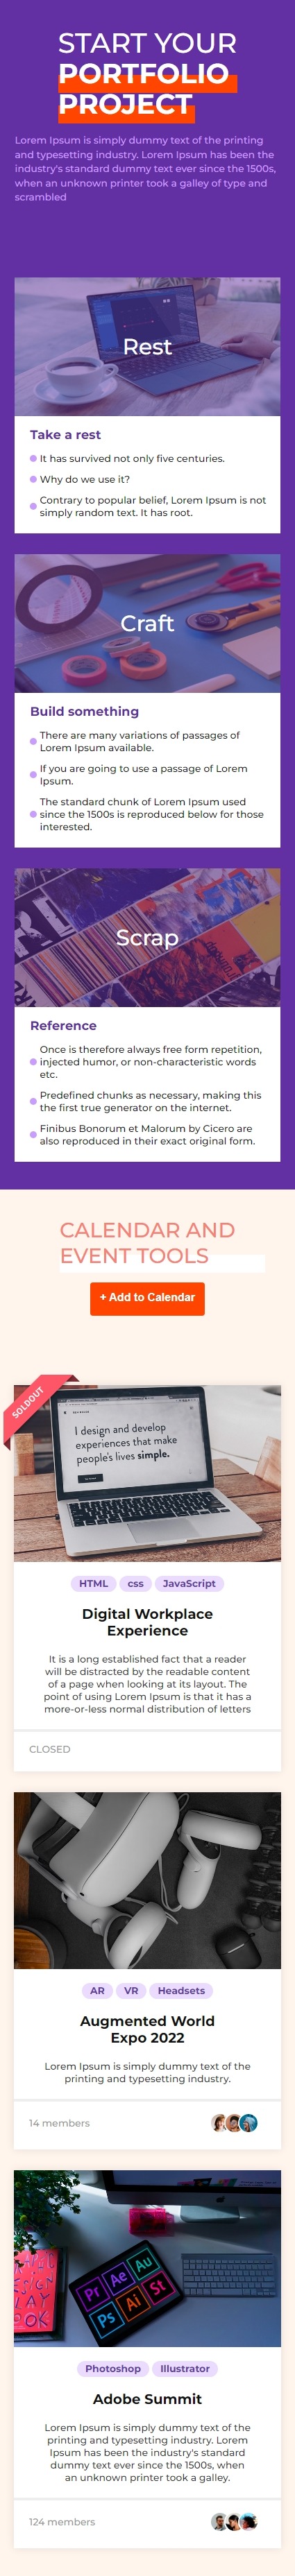 START YOUR
PORTFOLIO
PROJECT
Lorem Ipsum is simply dummy text of the printing
and typesetting industry. Lorem Ipsum has been the
industry's standard dummy text ever since the 1500s,
when an unknown printer took a galley of type and
scrambled
Rest
Take a rest
It has survived not only five centuries.
Why do we use it?
Contrary to popular belief, Lorem Ipsum is not
simply random text. It has root.
Craft
Build something
There are many variations of passages of
Lorem Ipsum available.
If you are going to use a passage of Lorem
Ipsum.
The standard chunk of Lorem Ipsum used
since the 1500s is reproduced below for those
interested.
Scrap
Reference
Once is therefore always free form repetition,
injected humor, or non-characteristic words
etc.
Predefined chunks as necessary, making this
the first true generator on the internet.
Finibus Bonorum et Malorum by Cicero are
also reproduced in their exact original form.
CALENDAR AND
EVENT TOOLS
+ Add to Calendar
SOLDOUT
I design and develop
experiences that make
people's lives simple.
HTML css JavaScript
Digital Workplace
Experience
It is a long established fact that a reader
will be distracted by the readable content
of a page when looking at its layout. The
point of using Lorem Ipsum is that it has a
more-or-less normal distribution of letters
CLOSED
AR VR Headsets
Augmented World
Expo 2022
Lorem Ipsum is simply dummy text of the
printing and typesetting industry.
14 members
Pr Ae Au
Ps Ai St
Photoshop Illustrator
Adobe Summit
Lorem Ipsum is simply dummy text of the
printing and typesetting industry. Lorem
Ipsum has been the industry's standard
dummy text ever since the 1500s, when
an unknown printer took a galley.
124 members